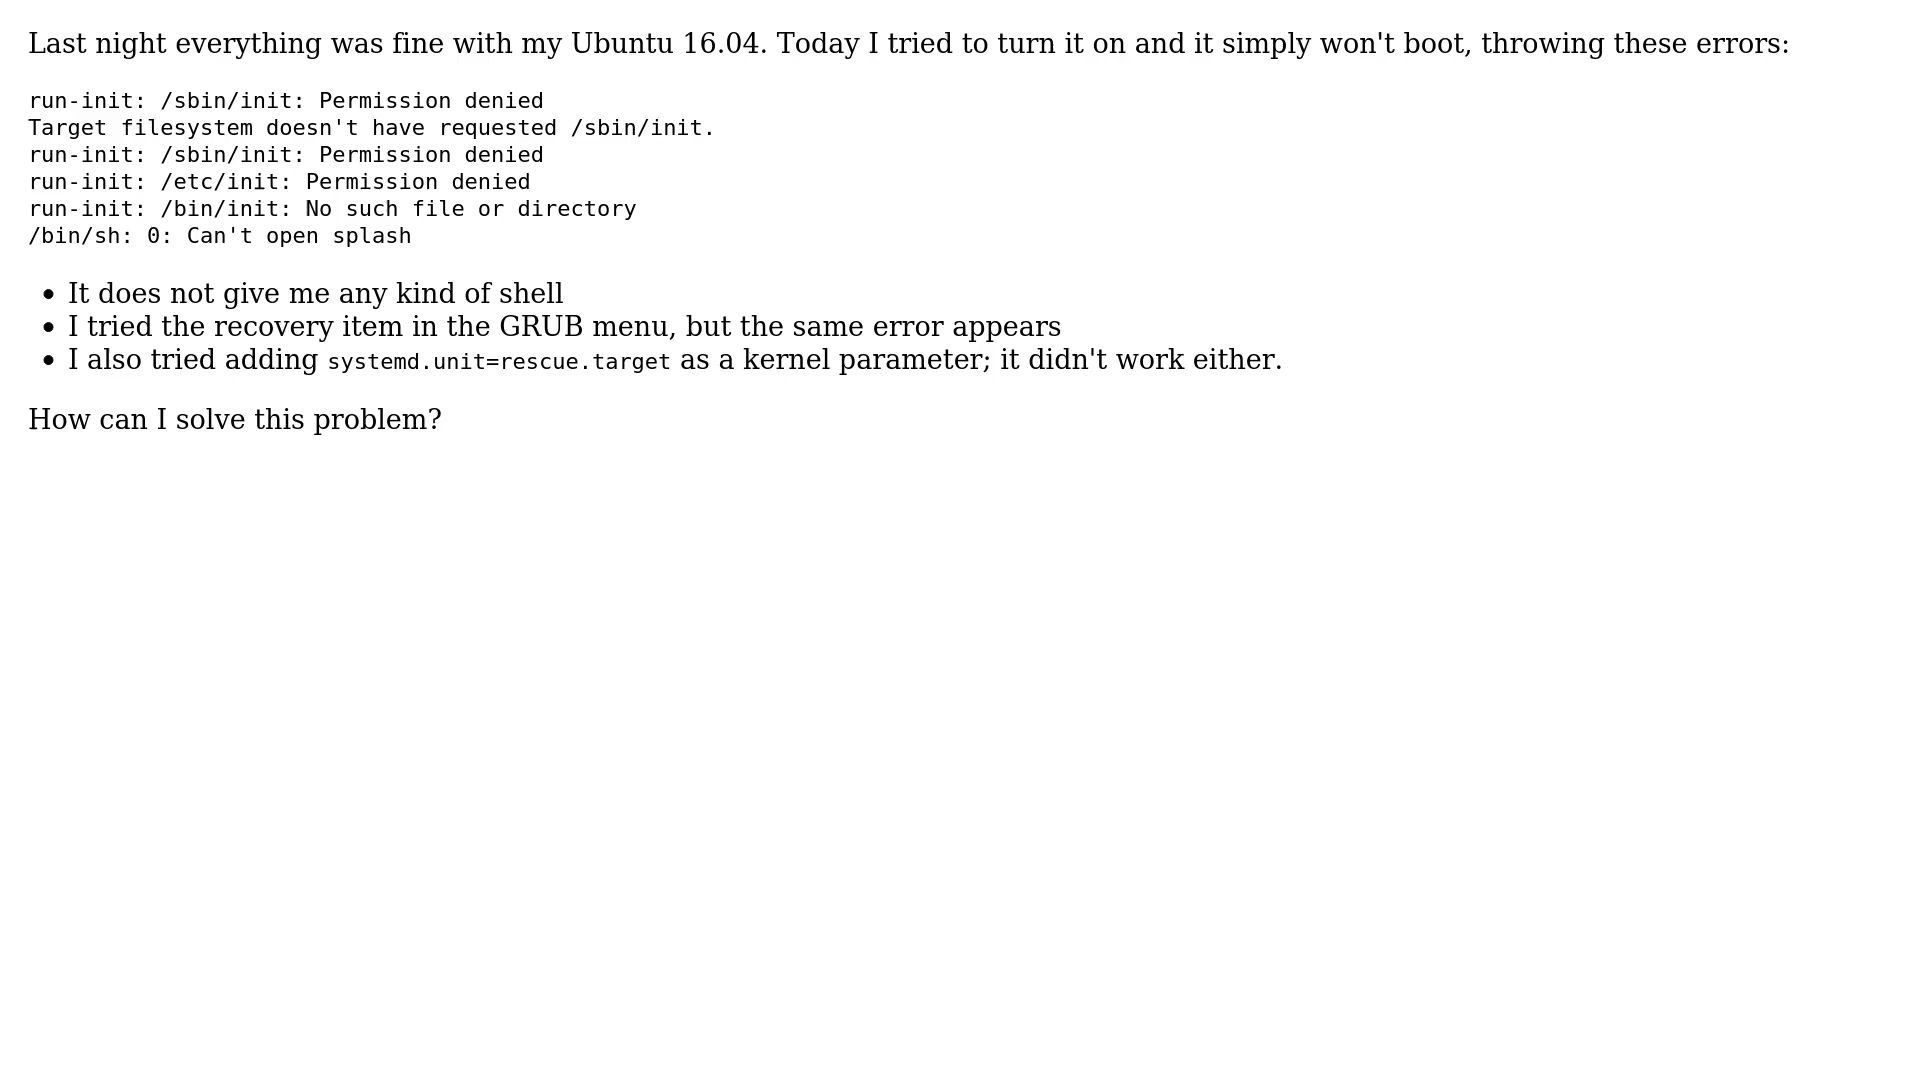 Last night everything was fine with my Ubuntu 16.04. Today I tried to turn it on and it simply won't boot, throwing these errors:
run-init: /sbin/init: Permission denied
Target filesystem doesn't have requested /sbin/init.
run-init: /sbin/init: Permission denied
run-init: /etc/init: Permission denied
run-init: /bin/init: No such file or directory
/bin/sh: 0: Can't open splash
• It does not give me any kind of shell
• I tried the recovery item in the GRUB menu, but the same error appears
• I also tried adding systemd.unit=rescue.target as a kernel parameter; it didn't work either.
How can I solve this problem?